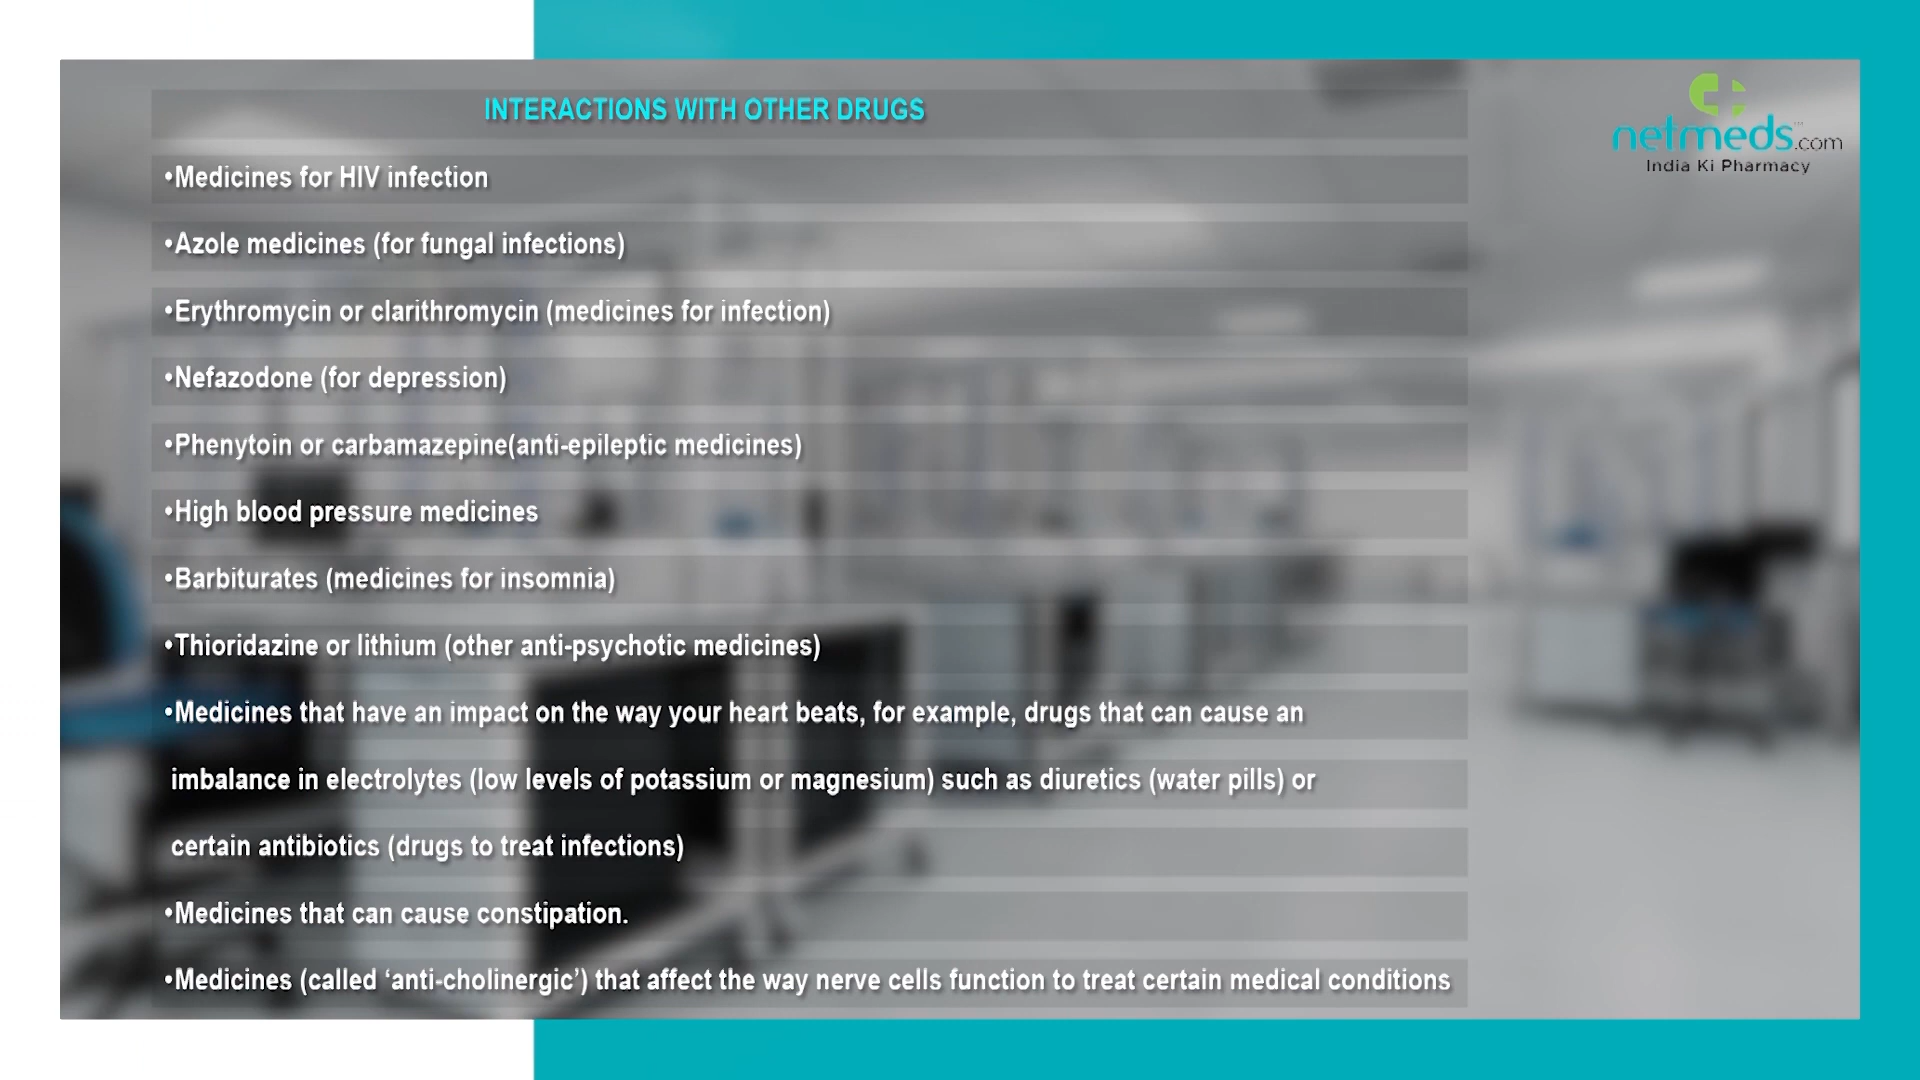 INTERACTIONS WITH OTHER DRUGS
netmeds.com
™
India Ki Pharmacy
•Medicines for HIV infection
•Azole medicines (for fungal infections)
•Erythromycin or clarithromycin (medicines for infection)
•Nefazodone (for depression)
•Phenytoin or carbamazepine(anti-epileptic medicines)
•High blood pressure medicines
•Barbiturates (medicines for insomnia)
•Thioridazine or lithium (other anti-psychotic medicines)
•Medicines that have an impact on the way your heart beats, for example, drugs that can cause an
imbalance in electrolytes (low levels of potassium or magnesium) such as diuretics (water pills) or
certain antibiotics (drugs to treat infections)
•Medicines that can cause constipation.
•Medicines (called ‘anti-cholinergic’) that affect the way nerve cells function to treat certain medical conditions